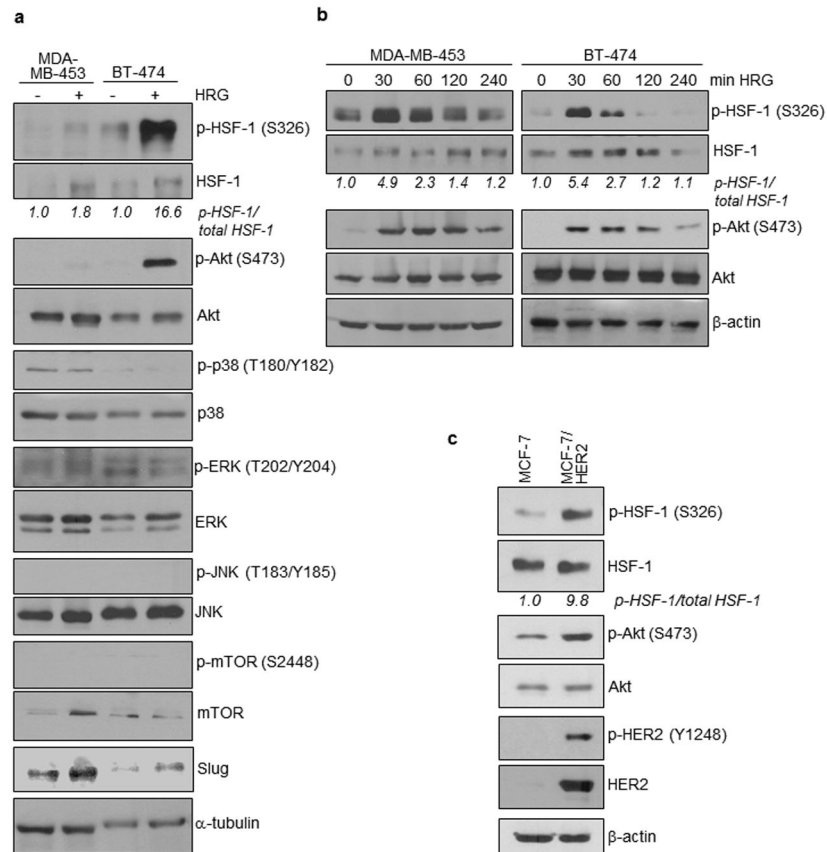 a
MDA-
MB-453
BT-474
- + - + HRG
p-HSF-1 (S326)
HSF-1
1.0 1.8 1.0 16.6 p-HSF-1/
total HSF-1
p-Akt (S473)
Akt
p-p38 (T180/Y182)
p38
p-ERK (T202/Y204)
ERK
p-JNK (T183/Y185)
JNK
p-mTOR (S2448)
mTOR
Slug
α-tubulin
b
MDA-MB-453 BT-474
0 30 60 120 240 0 30 60 120 240 min HRG
p-HSF-1 (S326)
HSF-1
1.0 4.9 2.3 1.4 1.2 1.0 5.4 2.7 1.2 1.1 p-HSF-1/
total HSF-1
p-Akt (S473)
Akt
β-actin
c
MCF-7
MCF-7/
HER2
p-HSF-1 (S326)
HSF-1
1.0 9.8 p-HSF-1/total HSF-1
p-Akt (S473)
Akt
p-HER2 (Y1248)
HER2
β-actin